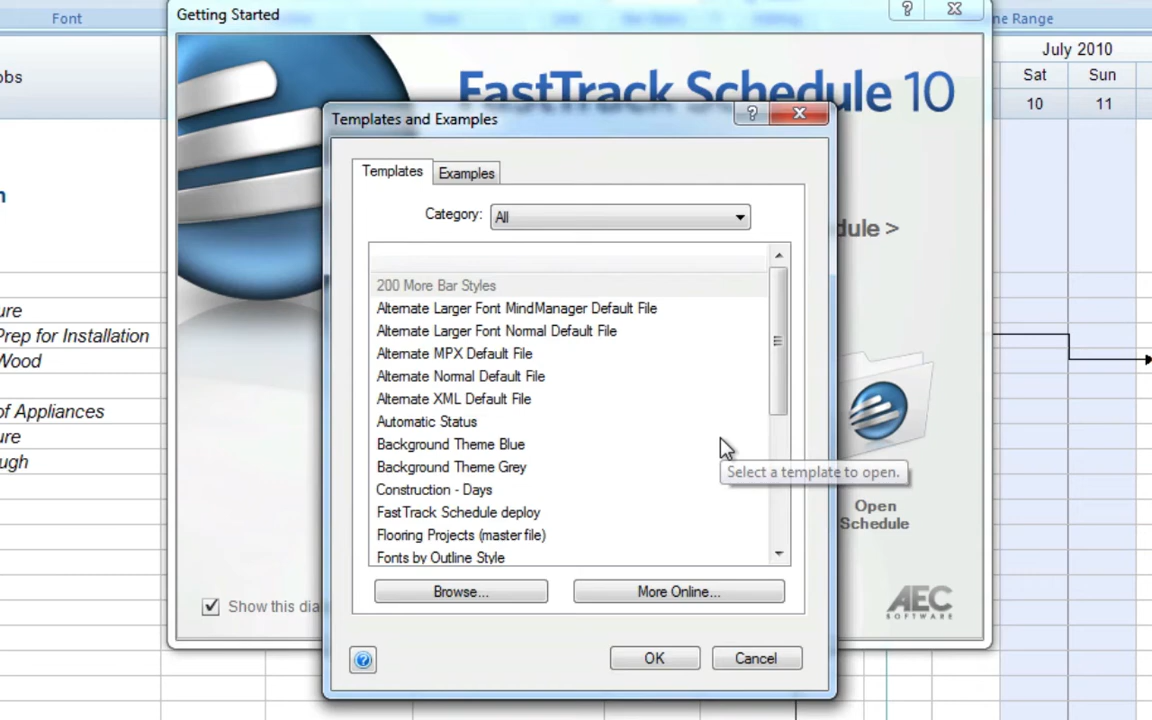 Getting Started
?
Font
ne Range
July 2010
Sat
Sun
10
11
obs
FastTrack Schedule 10
Templates and Examples
?
Templates
Examples
Category:
All
dule >
200 More Bar Styles
Alternate Larger Font MindManager Default File
Alternate Larger Font Normal Default File
Alternate MPX Default File
Alternate Normal Default File
Alternate XML Default File
Automatic Status
Background Theme Blue
Background Theme Grey
Construction - Days
FastTrack Schedule deploy
Flooring Projects (master file)
Fonts by Outline Style
Select a template to open.
ure
Prep for Installation
Wood
of Appliances
ure
ugh
Open
Schedule
Browse...
More Online...
Show this dia
AEC
SOFTWARE
?
OK
Cancel